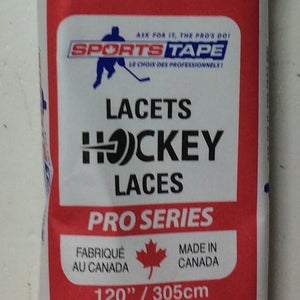 ASK FOR IT, THE PRO'S DO!
SPORTSTAPE
LE CHOIX DES PROFESSIONNELS!
LACETS
HOCKEY
LACES
PRO SERIES
FABRIQUÉ AU CANADA
MADE IN CANADA
120" / 305cm